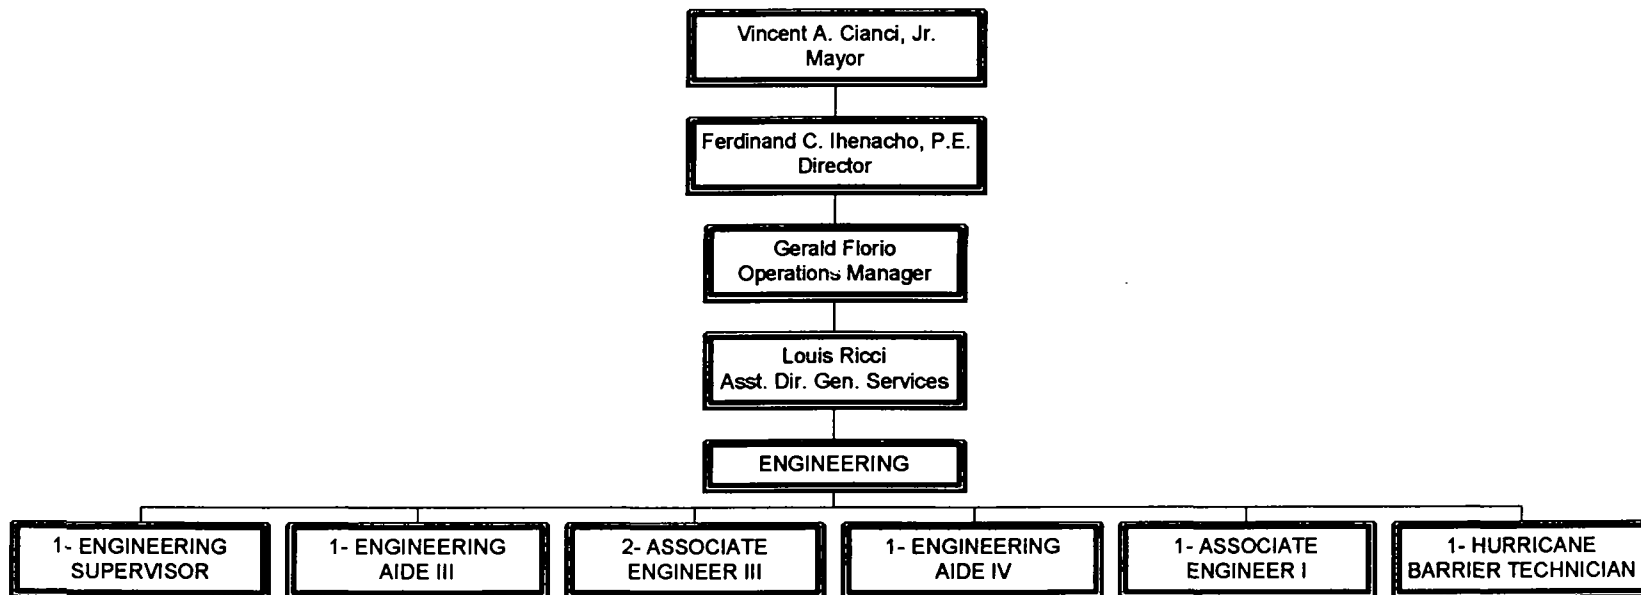 Vincent A. Cianci, Jr.
Mayor
Ferdinand C. Ihenacho, P.E.
Director
Gerald Florio
Operations Manager
Louis Ricci
Asst. Dir. Gen. Services
ENGINEERING
1- ENGINEERING
SUPERVISOR
1- ENGINEERING
AIDE III
2- ASSOCIATE
ENGINEER III
1- ENGINEERING
AIDE IV
1- ASSOCIATE
ENGINEER I
1- HURRICANE
BARRIER TECHNICIAN